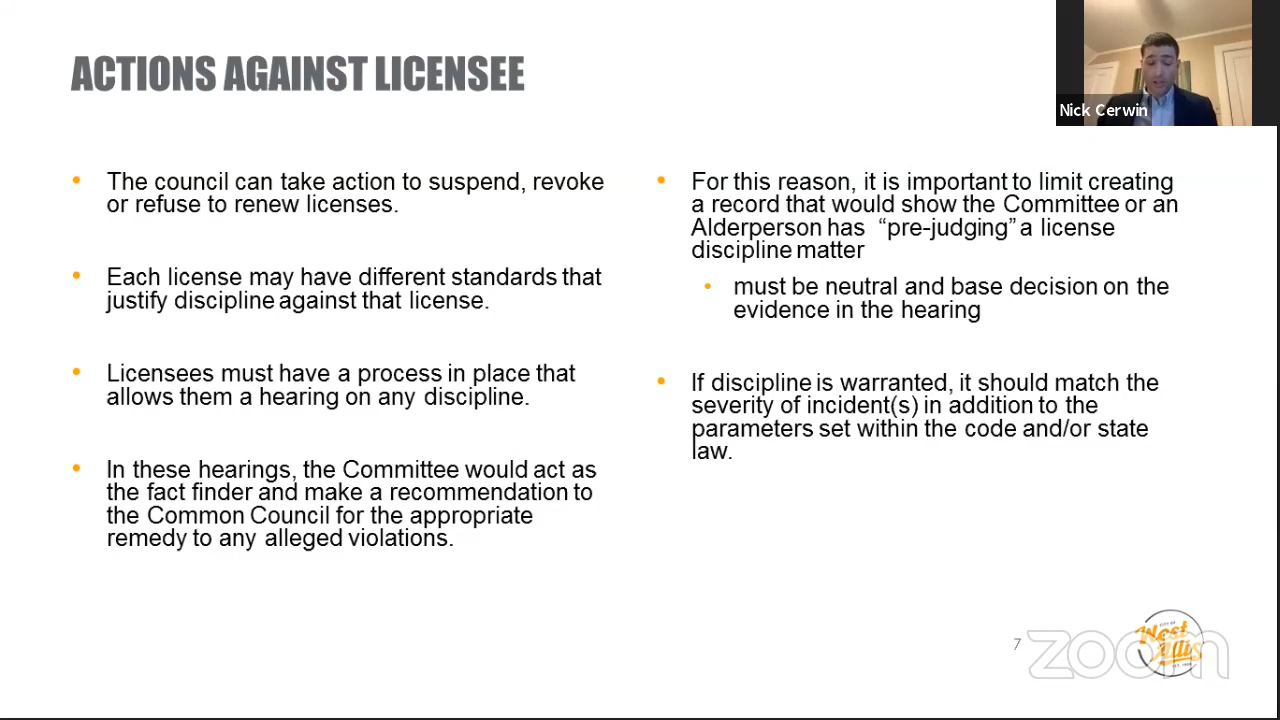 ACTIONS AGAINST LICENSEE
Nick Cerwin
• The council can take action to suspend, revoke
or refuse to renew licenses.
• Each license may have different standards that
justify discipline against that license.
• Licensees must have a process in place that
allows them a hearing on any discipline.
• In these hearings, the Committee would act as
the fact finder and make a recommendation to
the Common Council for the appropriate
remedy to any alleged violations.
• For this reason, it is important to limit creating
a record that would show the Committee or an
Alderperson has “pre-judging” a license
discipline matter
• must be neutral and base decision on the
evidence in the hearing
• If discipline is warranted, it should match the
severity of incident(s) in addition to the
parameters set within the code and/or state
law.
7
zoom
CITY OF
West
Allis